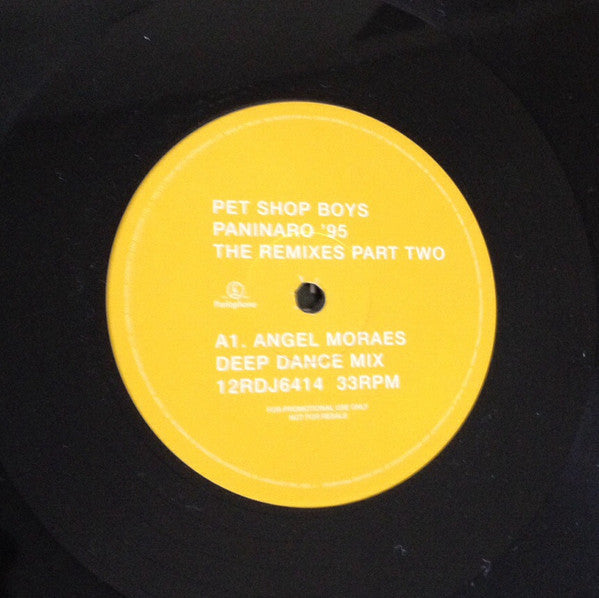 PET SHOP BOYS
PANINARO '95
THE REMIXES PART TWO
Parlophone
A1. ANGEL MORAES
DEEP DANCE MIX
12RDJ6414 33RPM
FOR PROMOTIONAL USE ONLY
NOT FOR RESALE